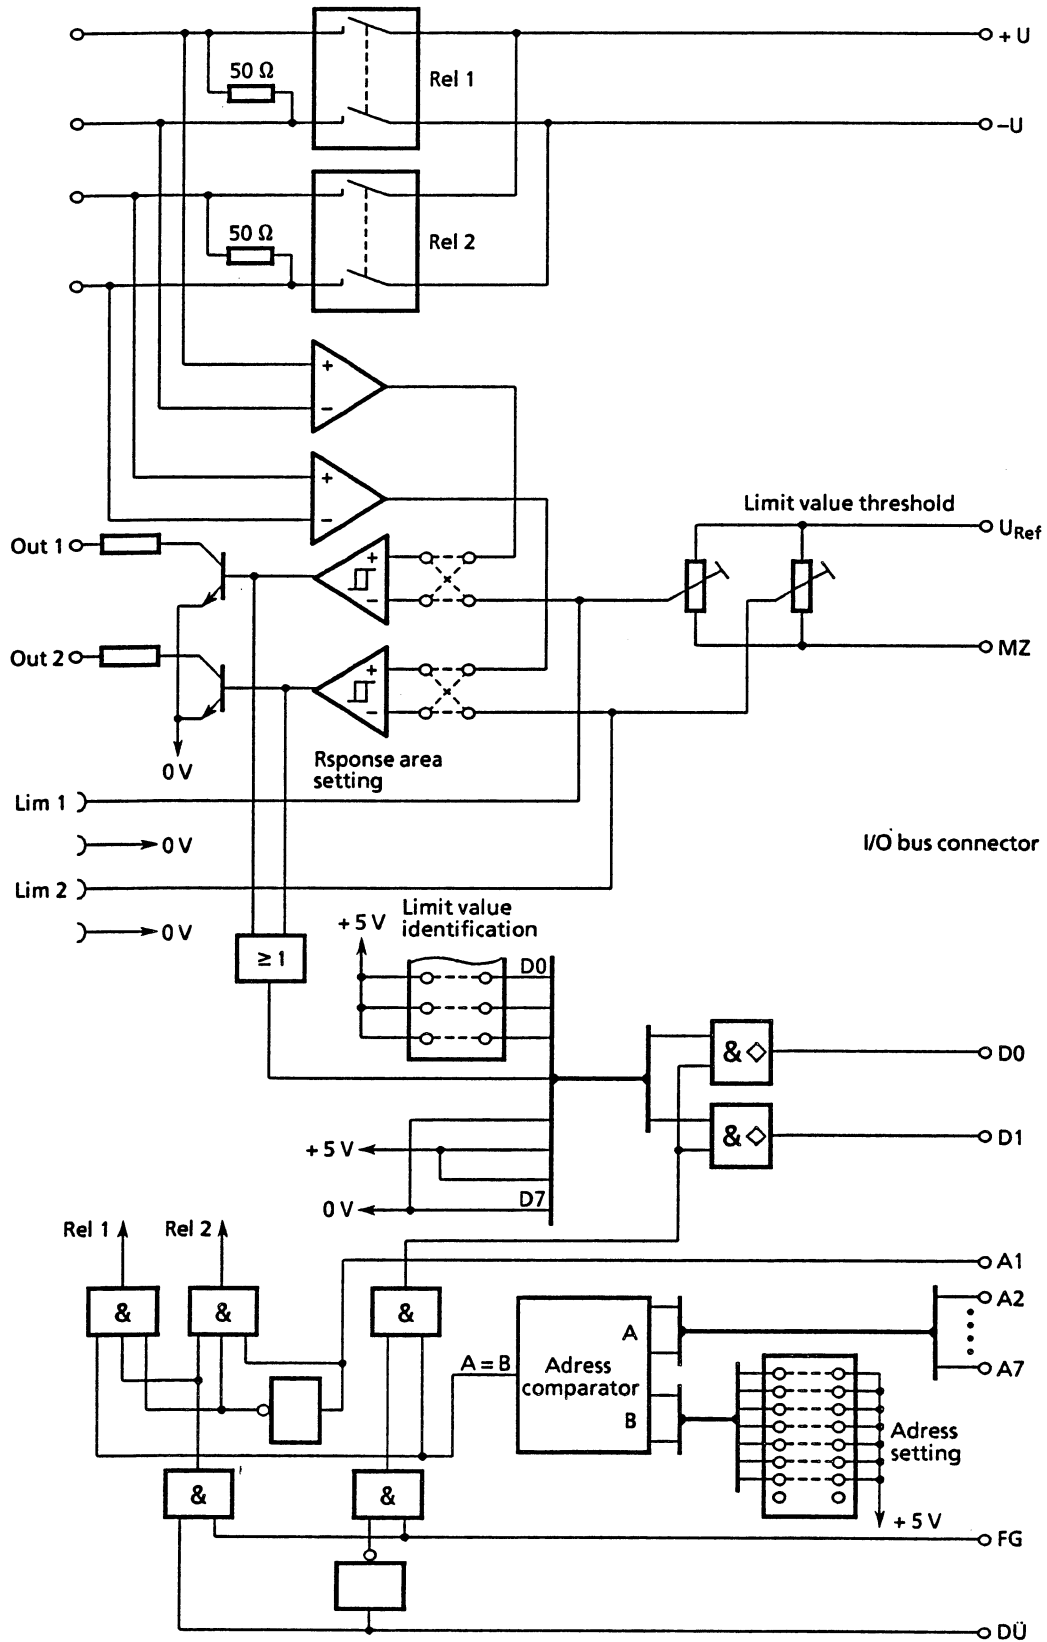 + U
50 Ω
Rel 1
–U
50 Ω
Rel 2
+
–
+
–
Limit value threshold
Out 1
+
–
U Ref
Out 2
+
–
MZ
0 V
Rsponse area
setting
Lim 1
0 V
I/O bus connector
Lim 2
0 V
+ 5 V
Limit value
identification
≥ 1
D0
& ◇
D0
& ◇
D1
+ 5 V
D7
0 V
Rel 1
Rel 2
A1
&
&
&
A
A2
A = B
Adress
comparator
A7
B
Adress
setting
&
&
+ 5 V
FG
DÜ